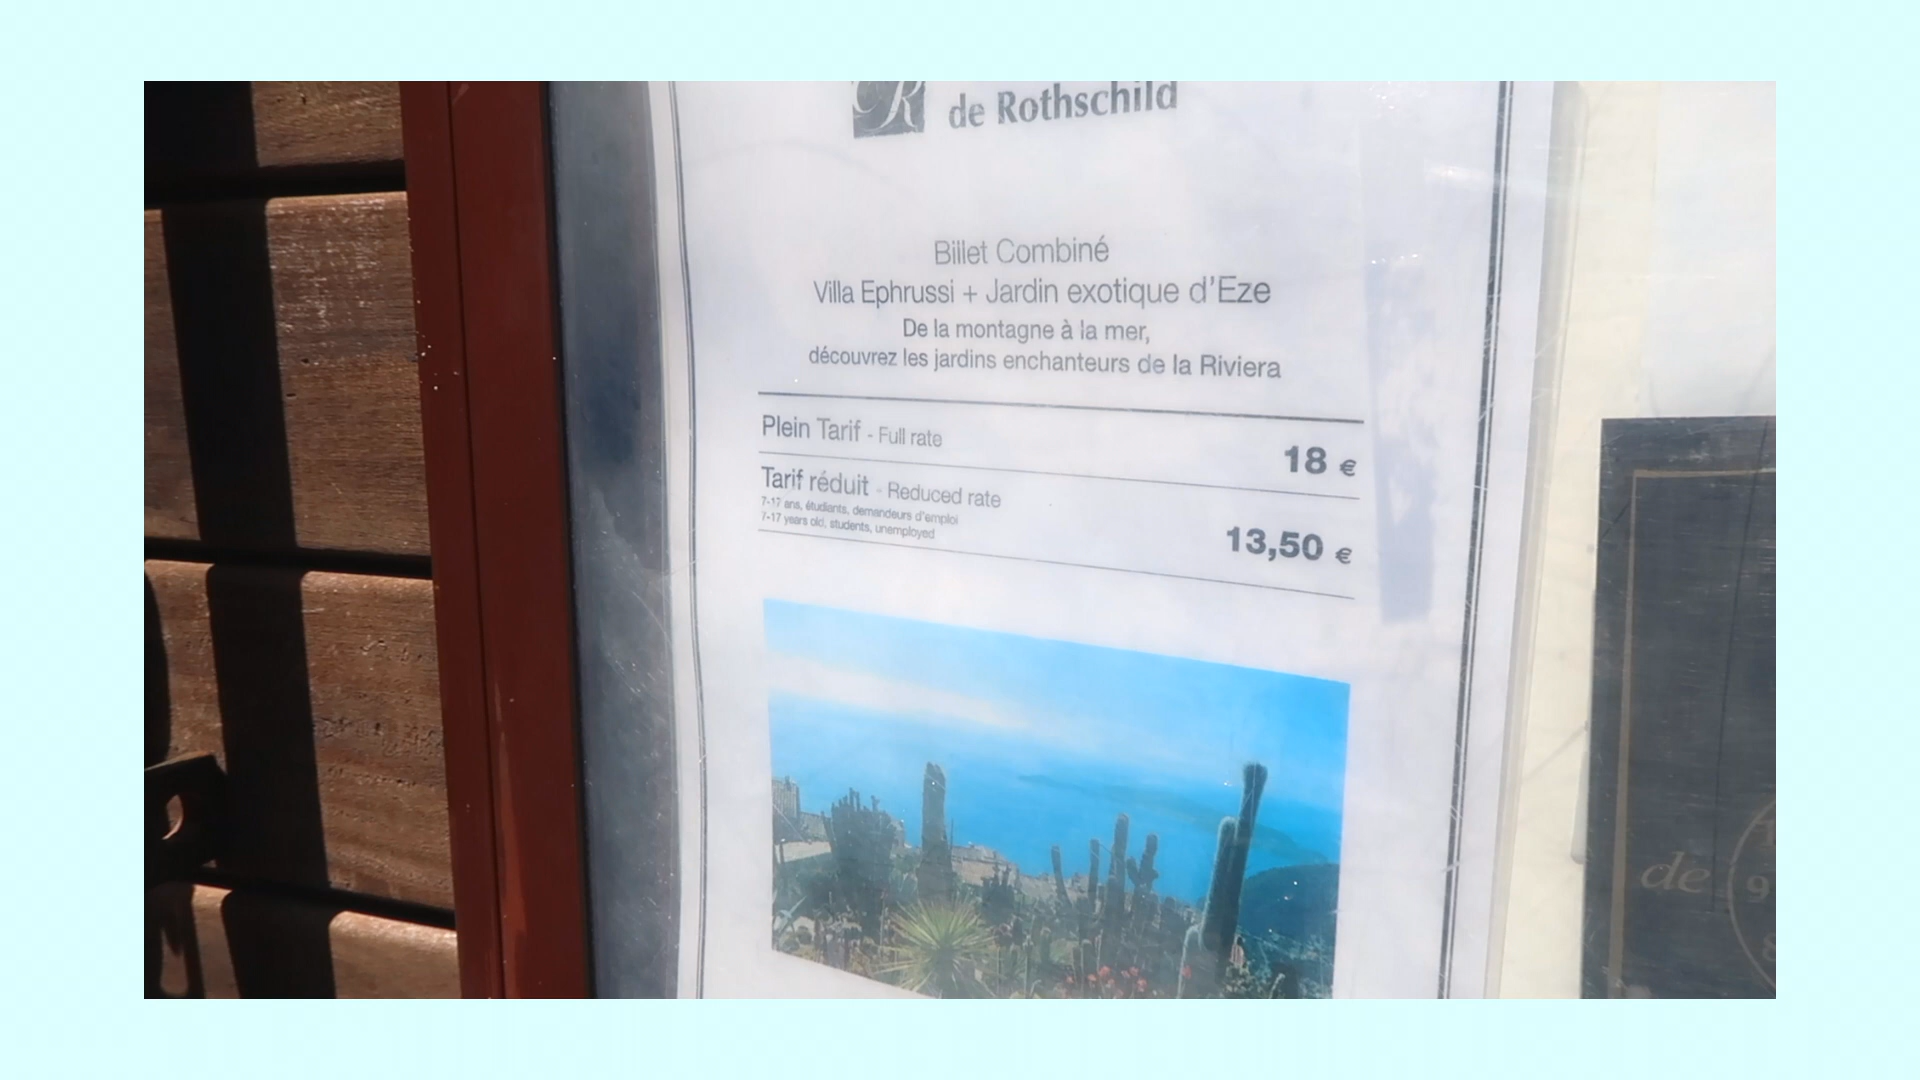 R
de Rothschild
Billet Combiné
Villa Ephrussi + Jardin exotique d'Eze
De la montagne à la mer,
découvrez les jardins enchanteurs de la Riviera
Plein Tarif - Full rate
18 €
Tarif réduit - Reduced rate
7-17 ans, étudiants, demandeurs d'emploi
7-17 years old, students, unemployed
13,50 €
de
9